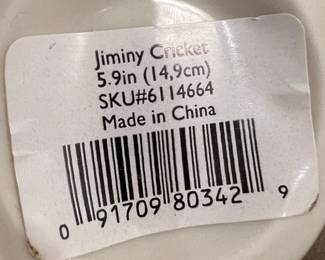 Jiminy Cricket
5.9in (14,9cm)
SKU#6114664
Made in China
0 91709 80342 9